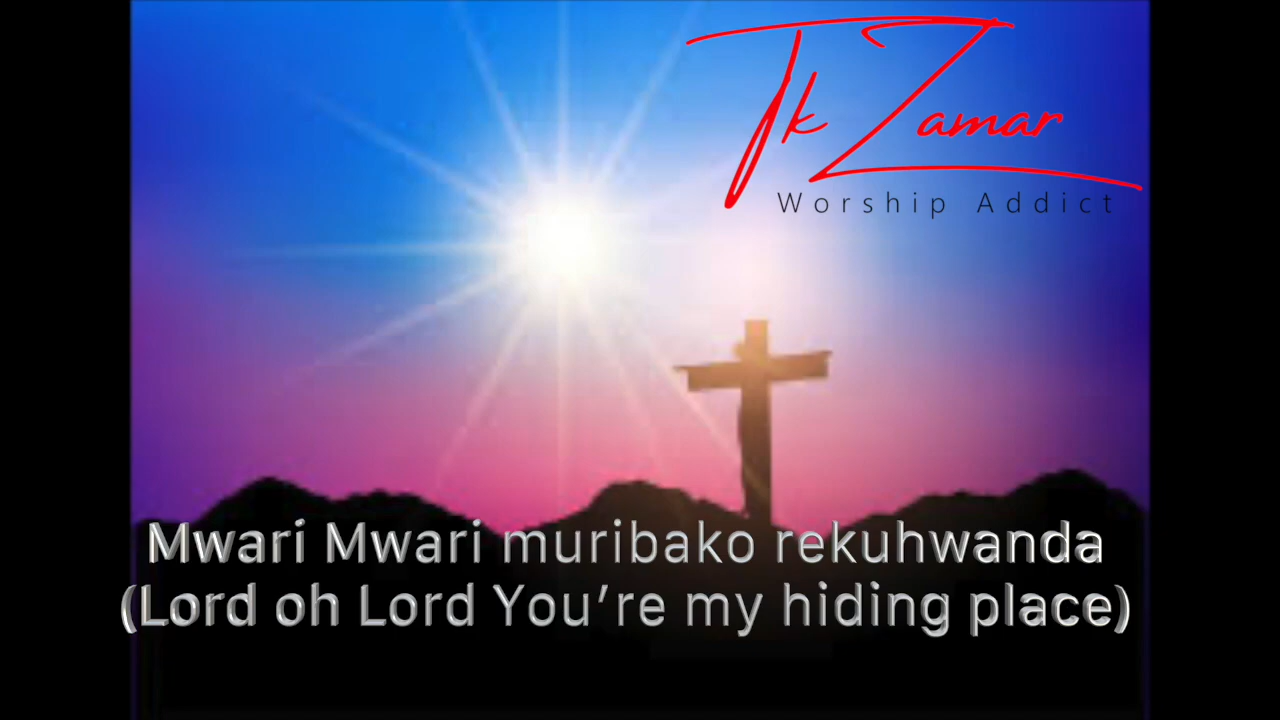 Tk Zamar
Worship Addict
Mwari Mwari muribako rekuhwanda
(Lord oh Lord You’re my hiding place)